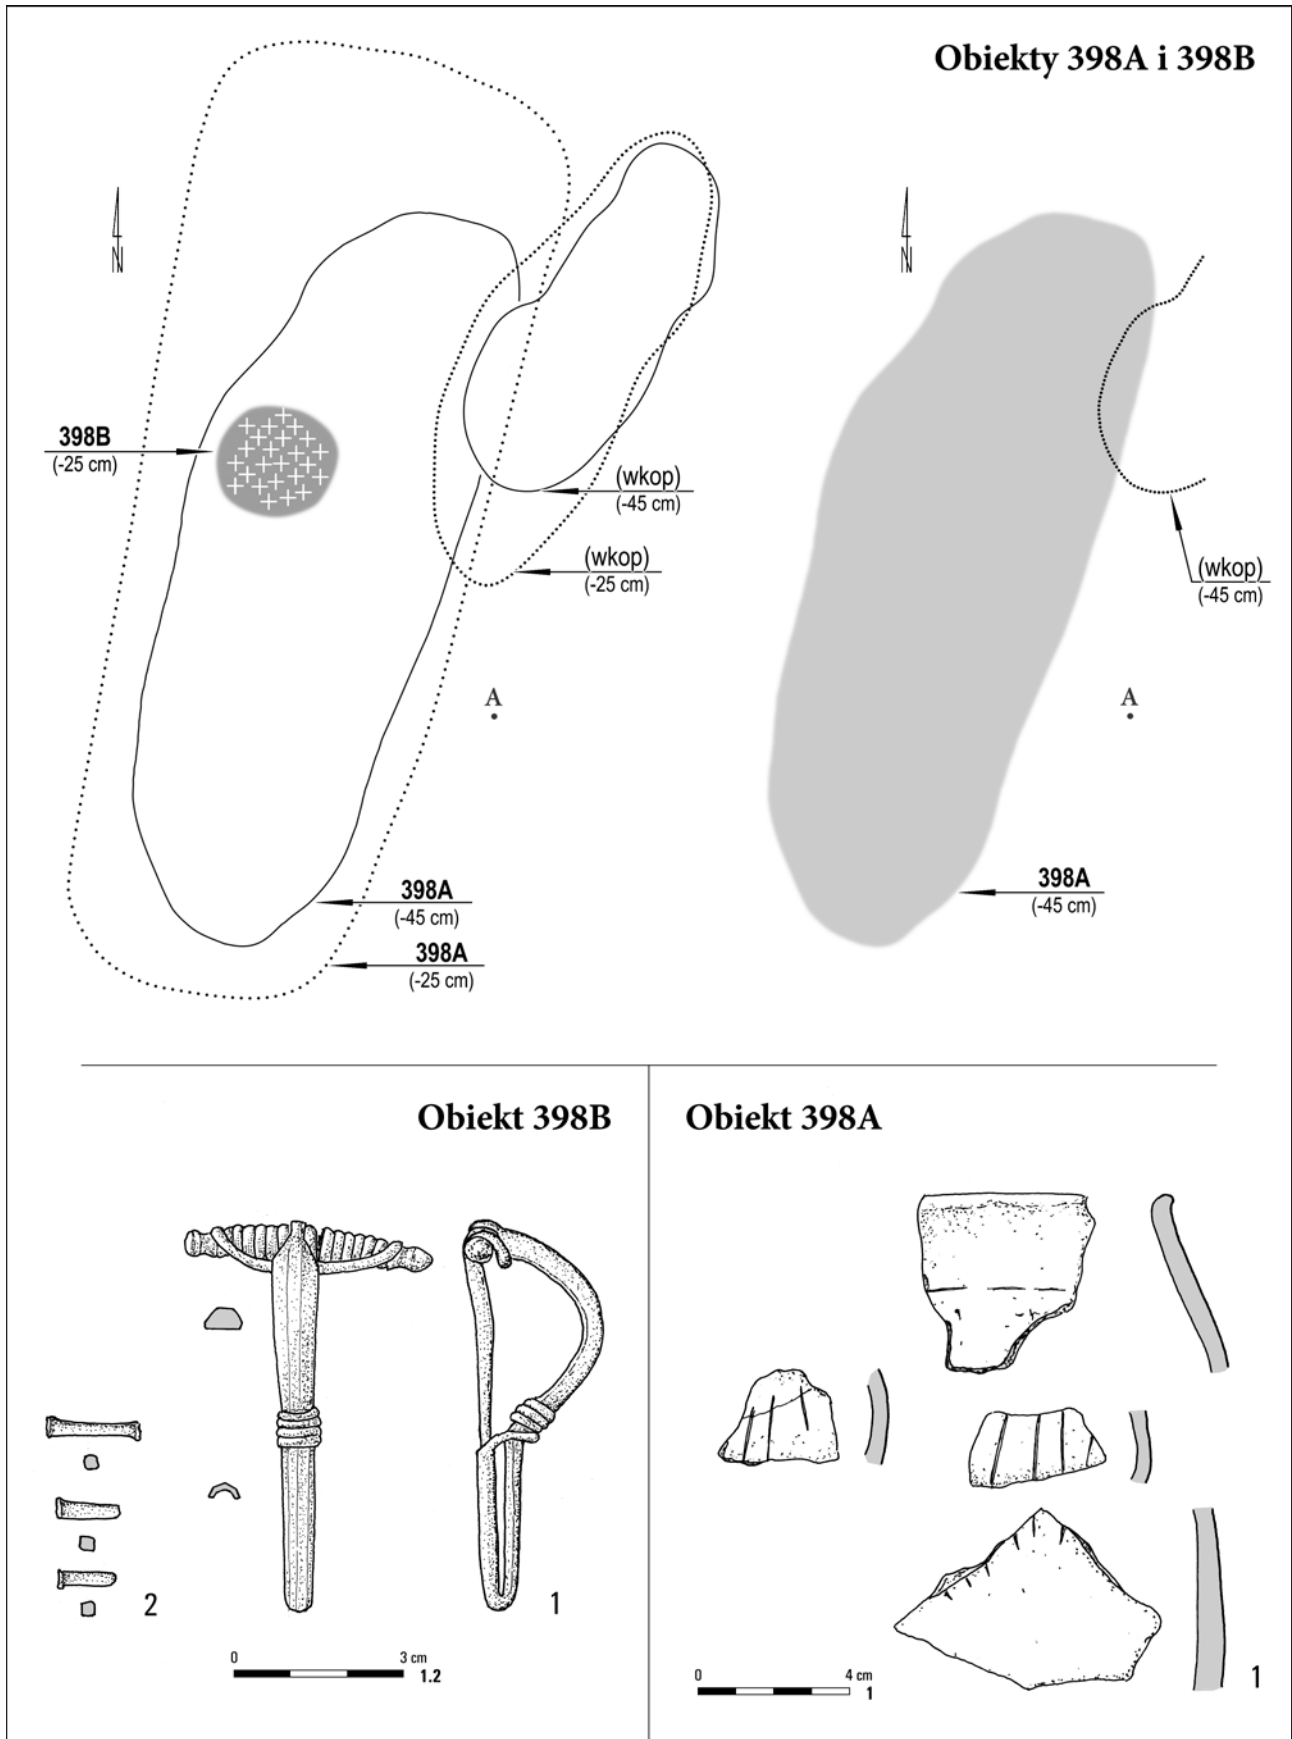 Obiekty 398A i 398B
N
N
398B
(-25 cm)
(wkop)
(-45 cm)
(wkop)
(-25 cm)
(wkop)
(-45 cm)
A
A
398A
(-45 cm)
398A
(-25 cm)
398A
(-45 cm)
Obiekt 398B
2
1
0 3 cm
1.2
Obiekt 398A
0 4 cm
1
1